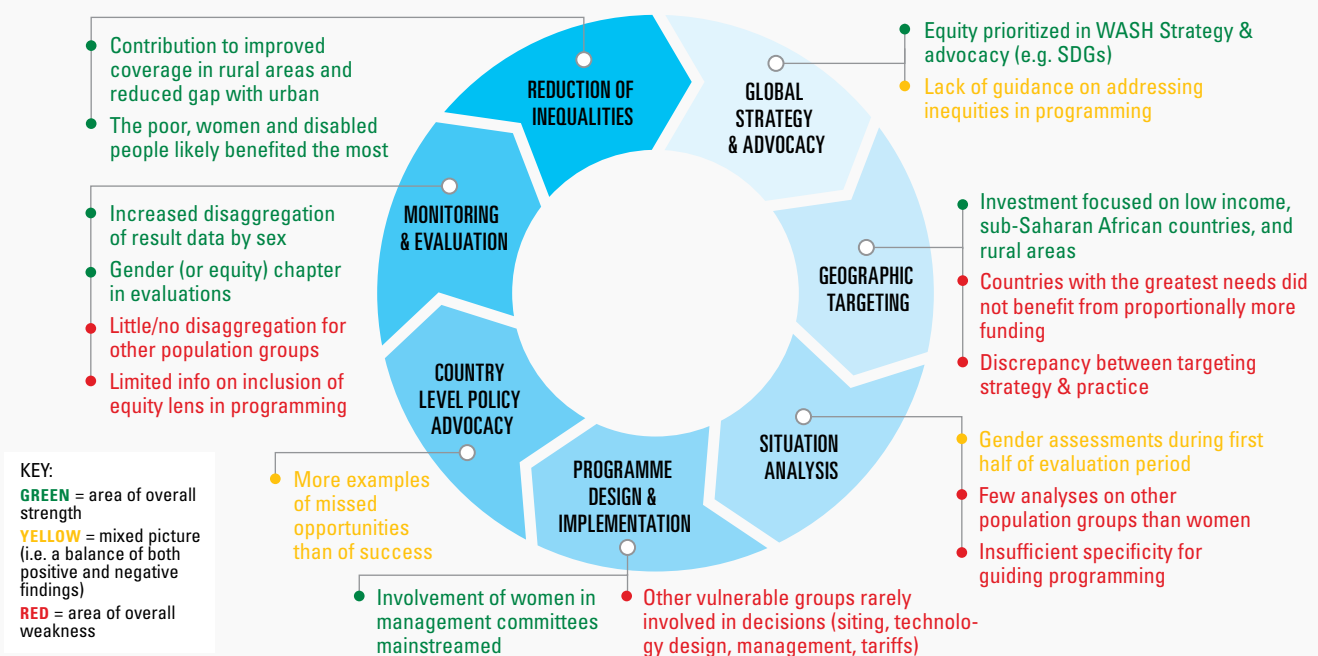 Contribution to improved
coverage in rural areas and
reduced gap with urban
The poor, women and disabled
people likely benefited the most
REDUCTION OF
INEQUALITIES
GLOBAL
STRATEGY
& ADVOCACY
Equity prioritized in WASH Strategy &
advocacy (e.g. SDGs)
Lack of guidance on addressing
inequities in programming
Increased disaggregation
of result data by sex
Gender (or equity) chapter
in evaluations
Little/no disaggregation for
other population groups
Limited info on inclusion of
equity lens in programming
MONITORING
& EVALUATION
GEOGRAPHIC
TARGETING
Investment focused on low income,
sub-Saharan African countries, and
rural areas
Countries with the greatest needs did
not benefit from proportionally more
funding
Discrepancy between targeting
strategy & practice
COUNTRY
LEVEL POLICY
ADVOCACY
More examples
of missed
opportunities
than of success
PROGRAMME
DESIGN &
IMPLEMENTATION
SITUATION
ANALYSIS
Gender assessments during first
half of evaluation period
Few analyses on other
population groups than women
Insufficient specificity for
guiding programming
Involvement of women in
management committees
mainstreamed
Other vulnerable groups rarely
involved in decisions (siting, technolo-
gy design, management, tariffs)
KEY:
GREEN = area of overall
strength
YELLOW = mixed picture
(i.e. a balance of both
positive and negative
findings)
RED = area of overall
weakness